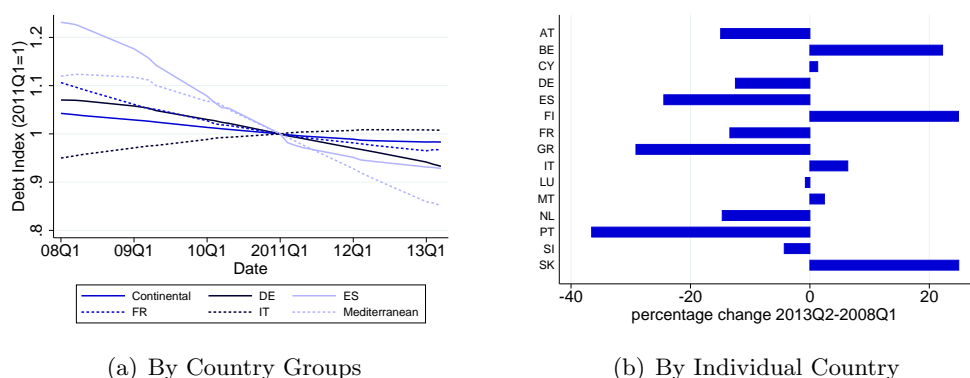 Debt Index (2011Q1=1)
1.2
1.1
1
.9
.8
08Q1 09Q1 10Q1 2011Q1 12Q1 13Q1
Date
Continental DE ES
FR IT Mediterranean
(a) By Country Groups
AT
BE
CY
DE
ES
FI
FR
GR
IT
LU
MT
NL
PT
SI
SK
-40 -20 0 20
percentage change 2013Q2-2008Q1
(b) By Individual Country